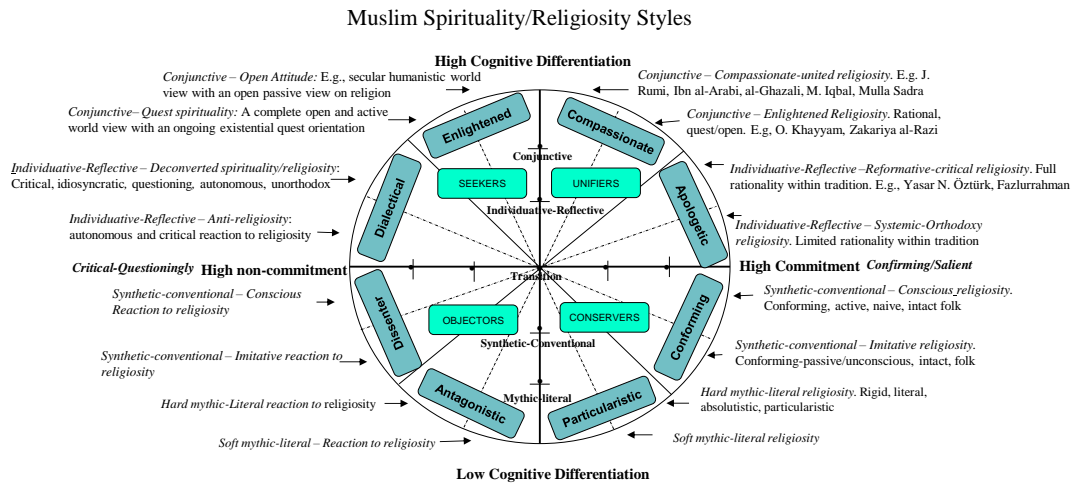 Muslim Spirituality/Religiosity Styles
High Cognitive Differentiation
Conjunctive – Open Attitude: E.g., secular humanistic world
view with an open passive view on religion
Conjunctive– Quest spirituality: A complete open and active
world view with an ongoing existential quest orientation
Individuative-Reflective – Deconverted spirituality/religiosity:
Critical, idiosyncratic, questioning, autonomous, unorthodox
Individuative-Reflective – Anti-religiosity:
autonomous and critical reaction to religiosity
Critical-Questioningly High non-commitment
Synthetic-conventional – Conscious
Reaction to religiosity
Synthetic-conventional – Imitative reaction to
religiosity
Hard mythic-Literal reaction to religiosity
Soft mythic-literal – Reaction to religiosity
Enlightened
Compassionate
Dialectical
Apologetic
Conjunctive
SEEKERS
UNIFIERS
Individuative-Reflective
Transition
OBJECTORS
CONSERVERS
Synthetic-Conventional
Mythic-literal
Dissenter
Conforming
Antagonistic
Particularistic
Conjunctive – Compassionate-united religiosity. E.g. J.
Rumi, Ibn al-Arabi, al-Ghazali, M. Iqbal, Mulla Sadra
Conjunctive – Enlightened Religiosity. Rational,
quest/open. E.g, O. Khayyam, Zakariya al-Razi
Individuative-Reflective –Reformative-critical religiosity. Full
rationality within tradition. E.g., Yasar N. Öztürk, Fazlurrahman
Individuative-Reflective – Systemic-Orthodoxy
religiosity. Limited rationality within tradition
High Commitment Confirming/Salient
Synthetic-conventional – Conscious religiosity.
Conforming, active, naive, intact folk
Synthetic-conventional – Imitative religiosity.
Conforming-passive/unconscious, intact, folk
Hard mythic-literal religiosity. Rigid, literal,
absolutistic, particularistic
Soft mythic-literal religiosity
Low Cognitive Differentiation